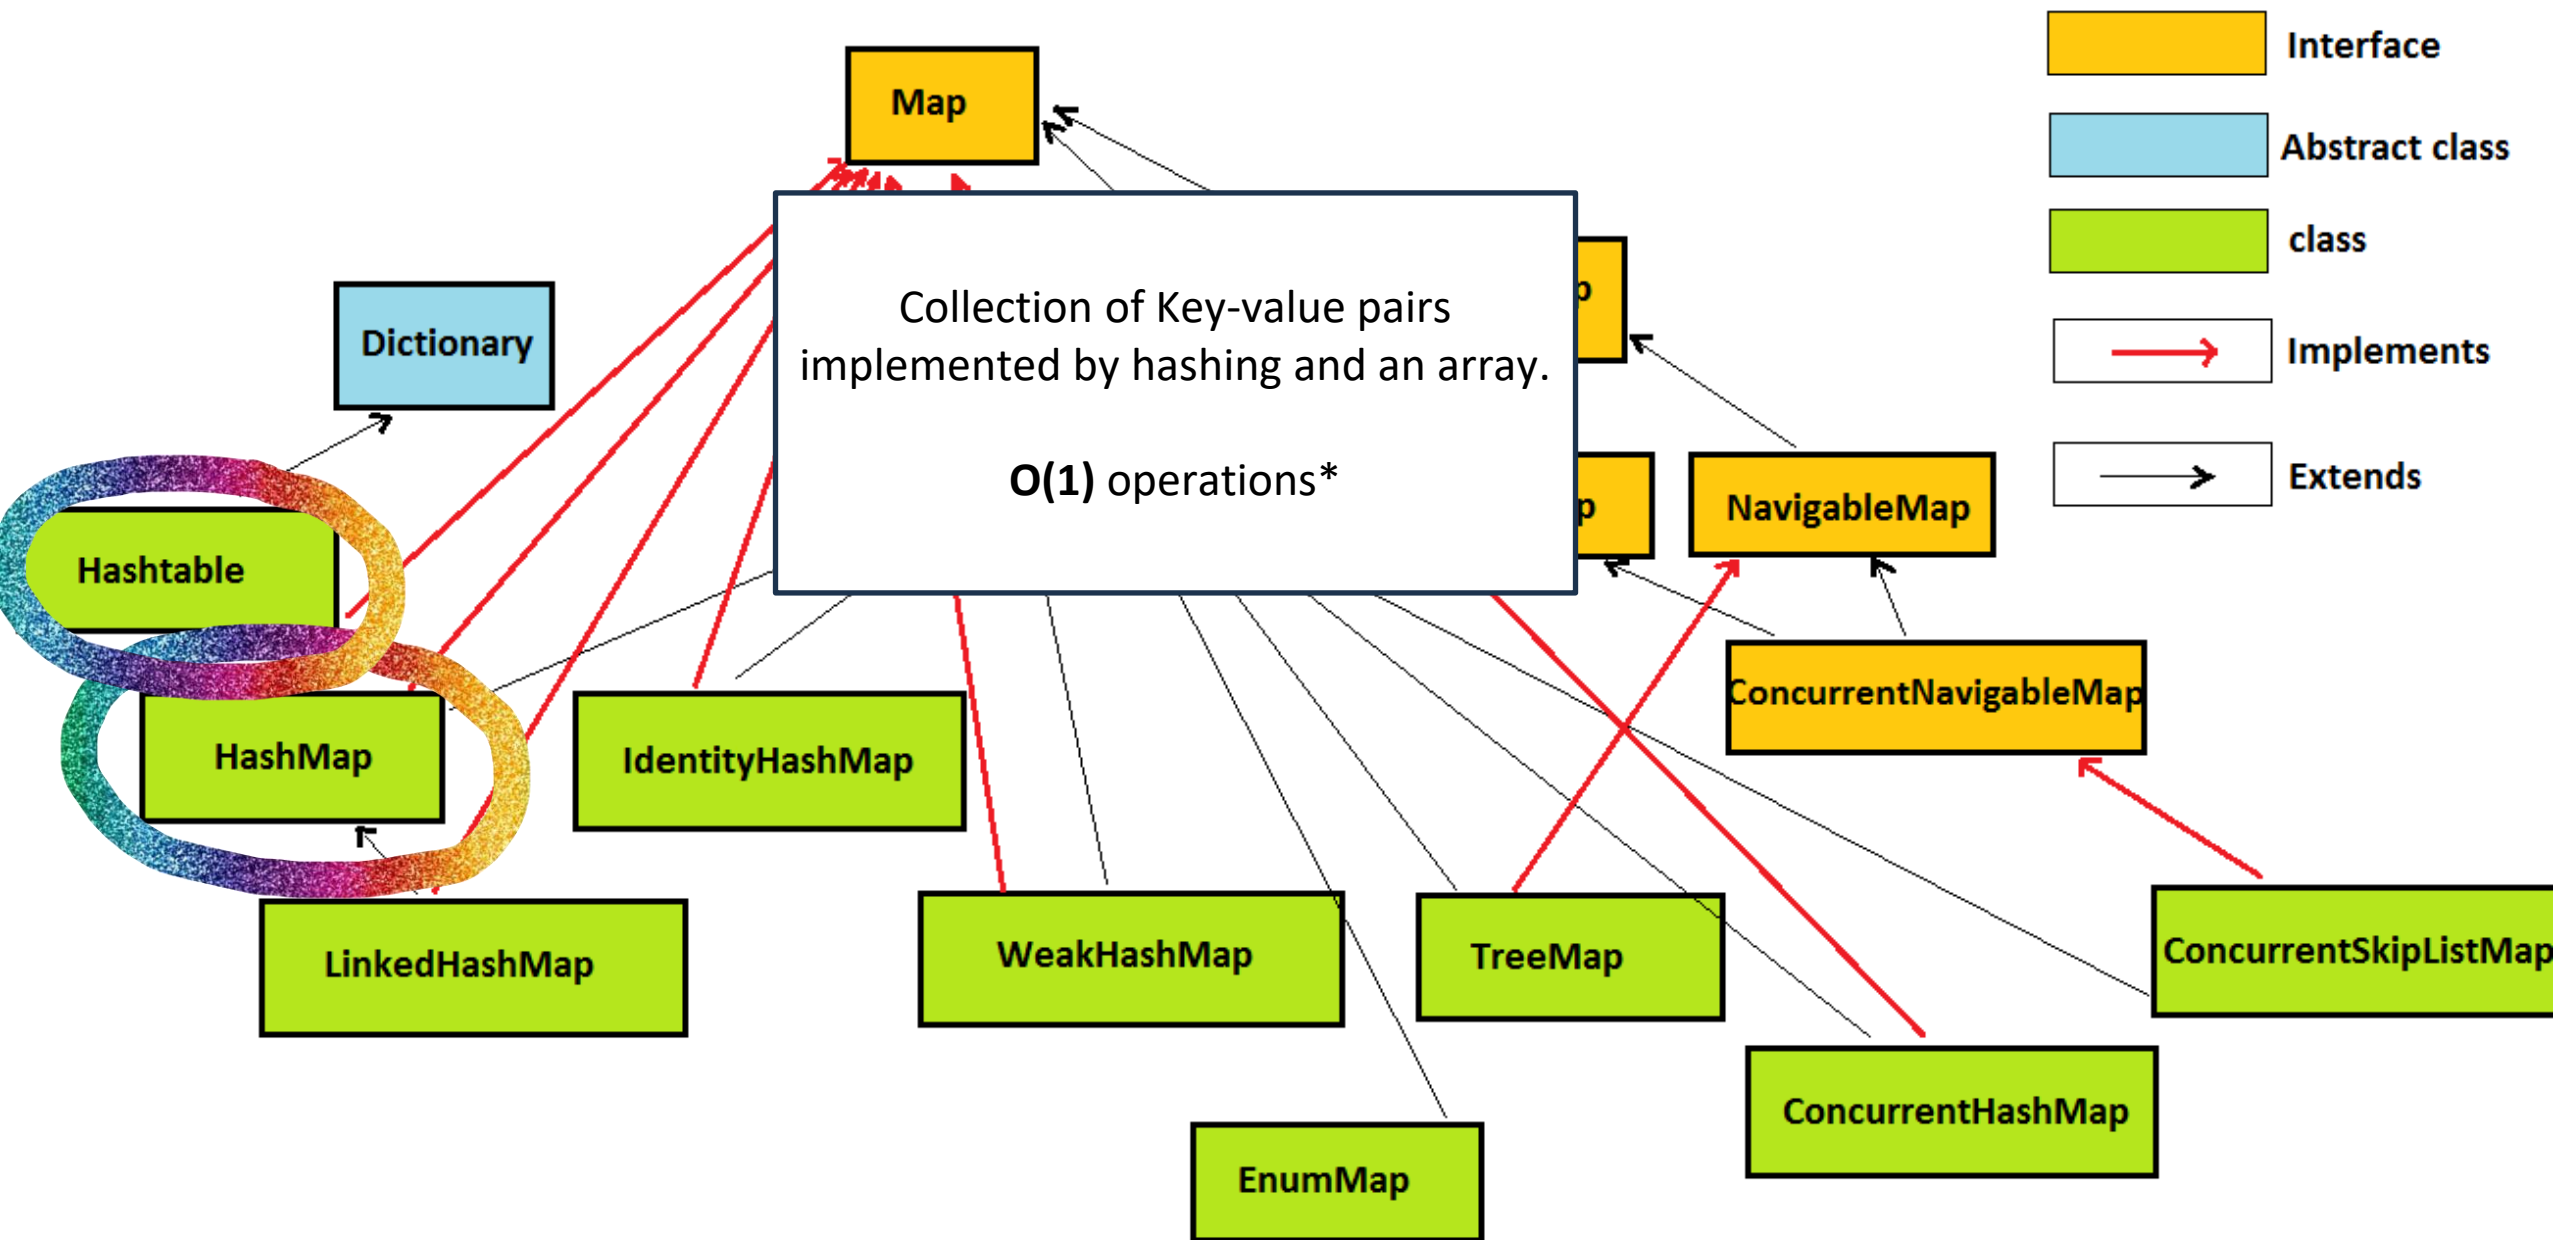 Map
Interface
Abstract class
class
Implements
Extends
Dictionary
Collection of Key-value pairs
implemented by hashing and an array.
O(1) operations*
p
p
NavigableMap
Hashtable
ConcurrentNavigableMap
HashMap
IdentityHashMap
LinkedHashMap
WeakHashMap
TreeMap
ConcurrentSkipListMap
ConcurrentHashMap
EnumMap